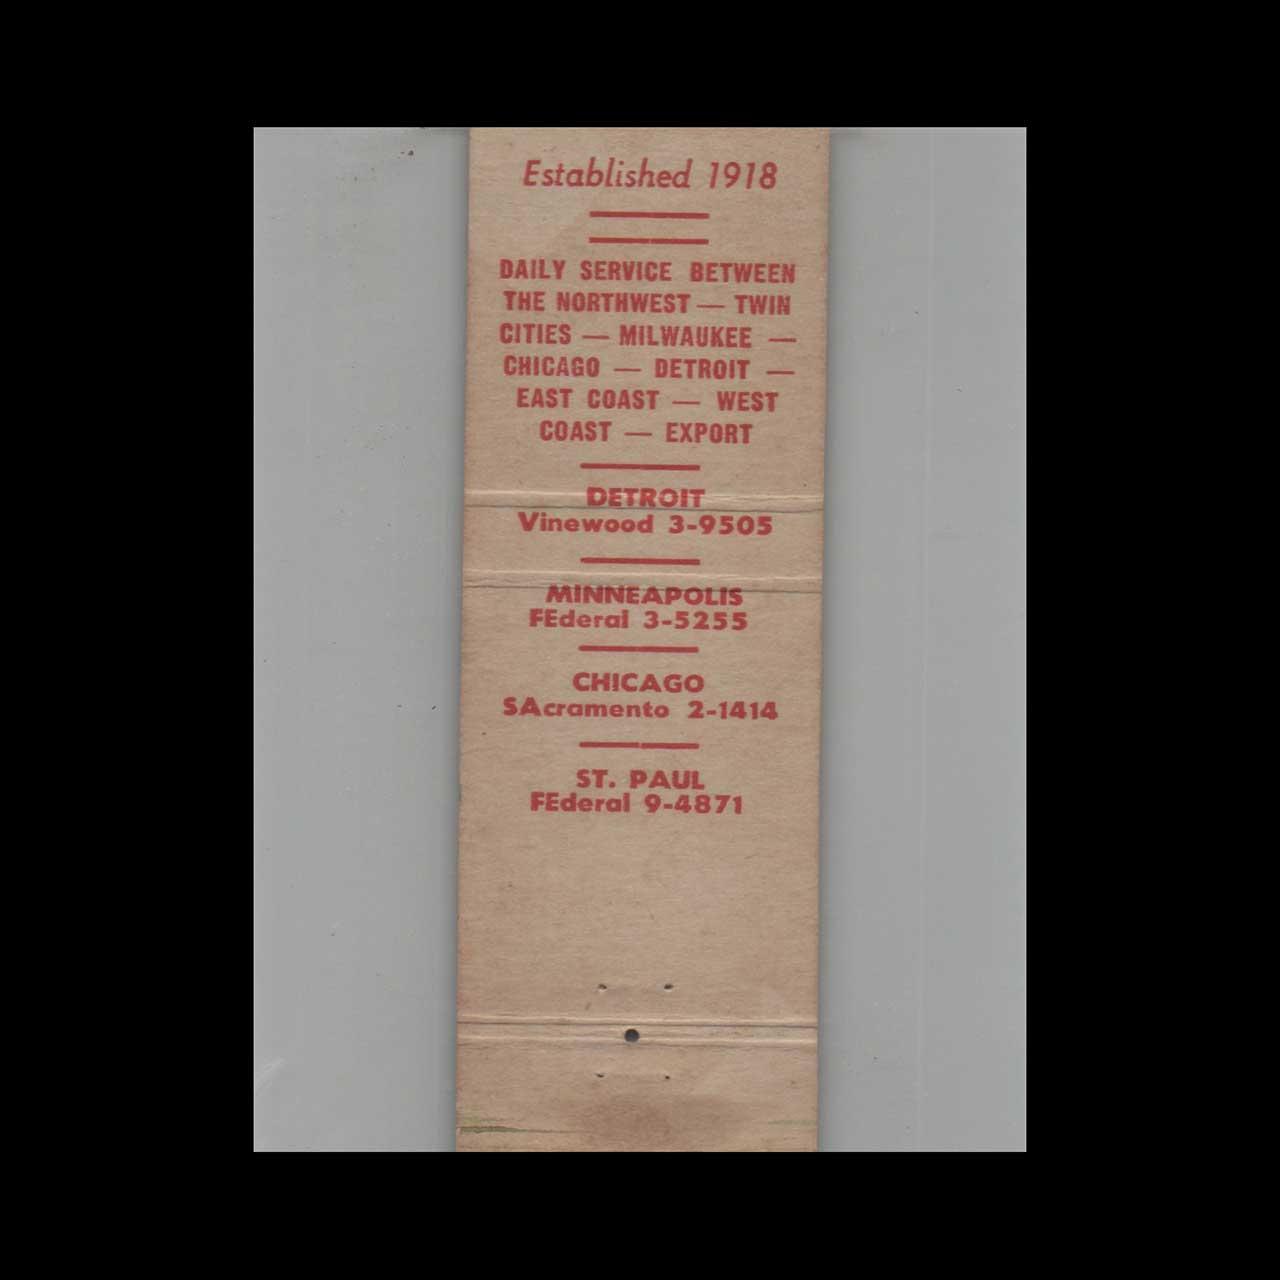 Established 1918
DAILY SERVICE BETWEEN
THE NORTHWEST — TWIN
CITIES — MILWAUKEE —
CHICAGO — DETROIT —
EAST COAST — WEST
COAST — EXPORT
DETROIT
Vinewood 3-9505
MINNEAPOLIS
FEderal 3-5255
CHICAGO
SAcramento 2-1414
ST. PAUL
FEderal 9-4871